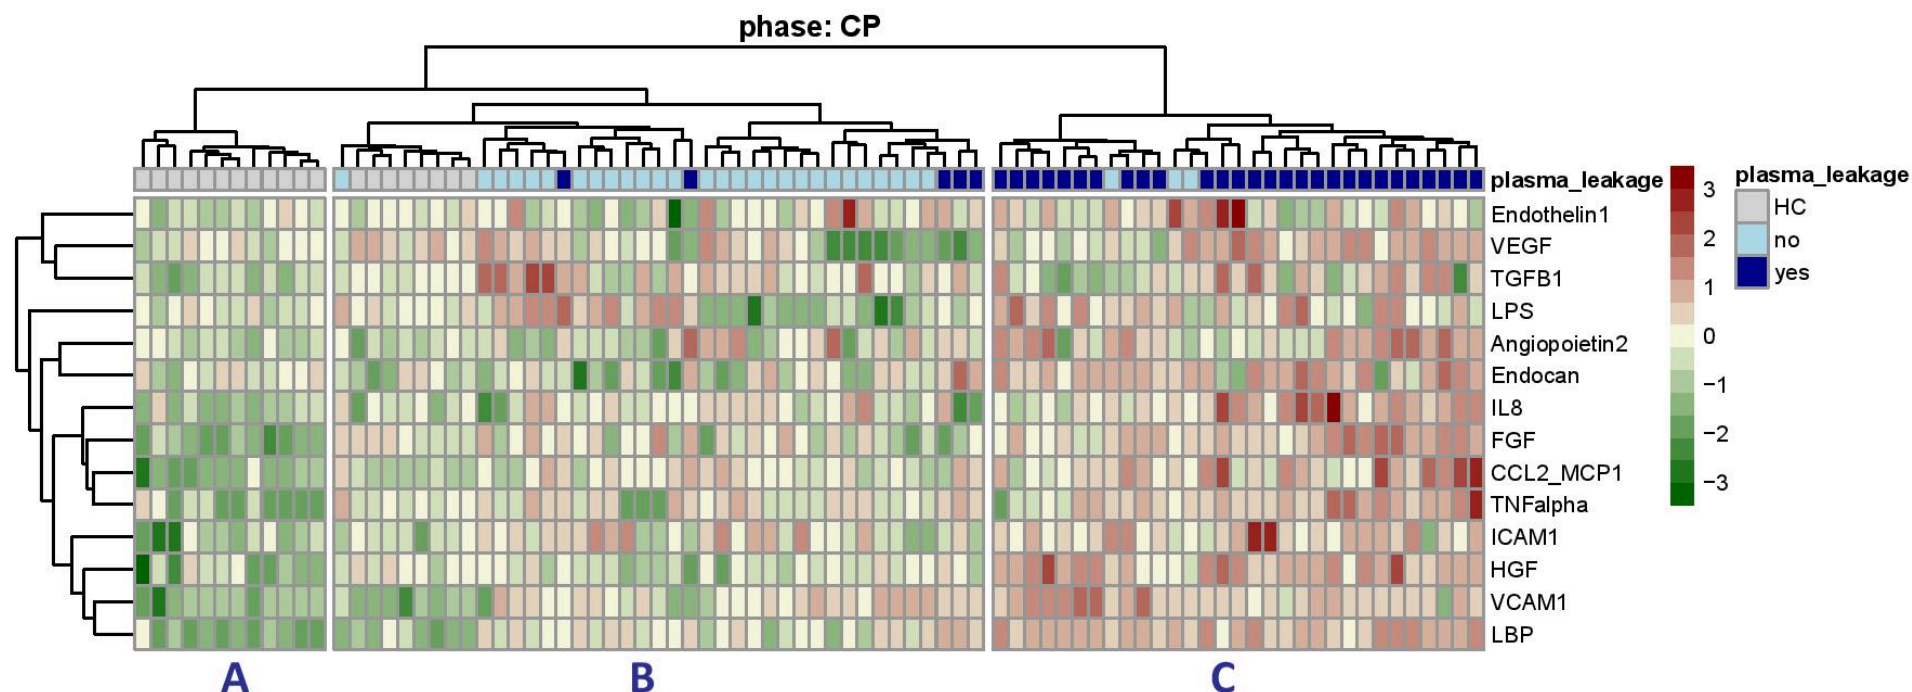 phase: CP
plasma_leakage
Endothelin1
VEGF
TGFB1
LPS
Angiopoietin2
Endocan
IL8
FGF
CCL2_MCP1
TNFalpha
ICAM1
HGF
VCAM1
LBP
3
2
1
0
−1
−2
−3
plasma_leakage
HC
no
yes
A
B
C